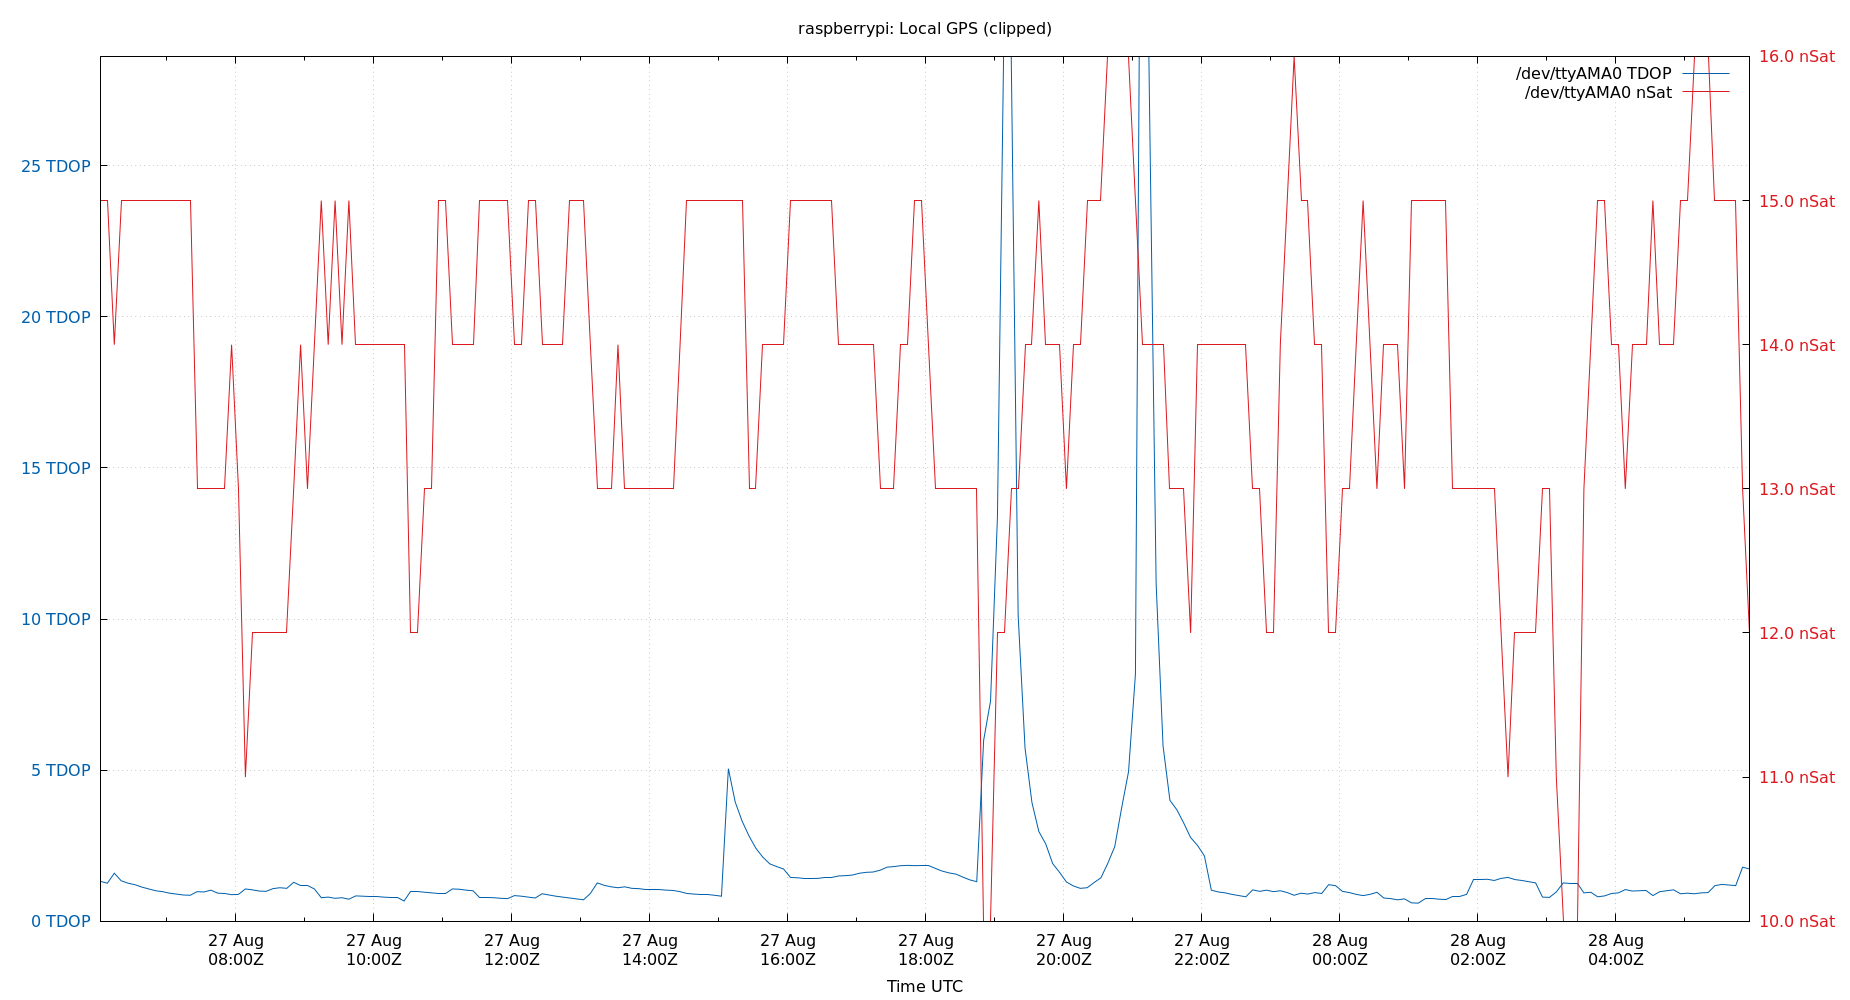 raspberrypi: Local GPS (clipped)
16.0 nSat
/dev/ttyAMA0 TDOP
/dev/ttyAMA0 nSat
25 TDOP
15.0 nSat
20 TDOP
14.0 nSat
15 TDOP
13.0 nSat
10 TDOP
12.0 nSat
5 TDOP
11.0 nSat
0 TDOP
10.0 nSat
27 Aug
08:00Z
27 Aug
10:00Z
27 Aug
12:00Z
27 Aug
14:00Z
27 Aug
16:00Z
27 Aug
18:00Z
27 Aug
20:00Z
27 Aug
22:00Z
28 Aug
00:00Z
28 Aug
02:00Z
28 Aug
04:00Z
Time UTC